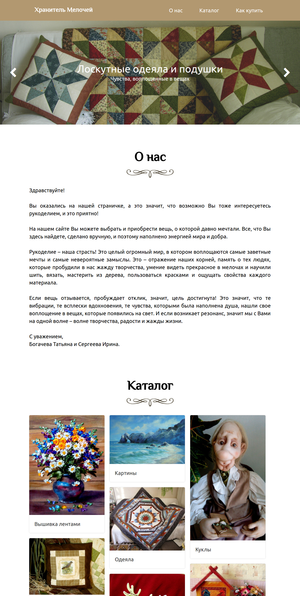 Хранитель Мелочей
О нас Каталог Как купить
Лоскутные одеяла и подушки
Чувства, воплощенные в вещах
О нас
Здравствуйте!
Вы оказались на нашей страничке, а это значит, что возможно Вы тоже интересуетесь
рукоделием, и это приятно!
На нашем сайте Вы можете выбрать и приобрести вещь, о которой давно мечтали. Все, что Вы
здесь найдете, сделано вручную, и поэтому наполнено энергией мира и добра.
Рукоделие – наша страсть! Это целый огромный мир, в котором воплощаются самые заветные
мечты и самые невероятные замыслы. Это – отражение наших корней, память о тех людях,
которые пробудили в нас жажду творчества, умение видеть прекрасное в мелочах и научили
шить, вязать, мастерить из дерева, пользоваться красками и ощущать свойства каждого
материала.
Если вещь отзывается, пробуждает отклик, значит, цель достигнута! Это значит, что те
вибрации, те всплески вдохновения, те чувства, которыми была наполнена душа, нашли свое
воплощение в вещах, которые появились на свет. И если возникает резонанс, значит мы с Вами
на одной волне – волне творчества, радости и жажды жизни.
С уважением,
Богачева Татьяна и Сергеева Ирина.
Каталог
Картины
Вышивка лентами
Куклы
Одеяла